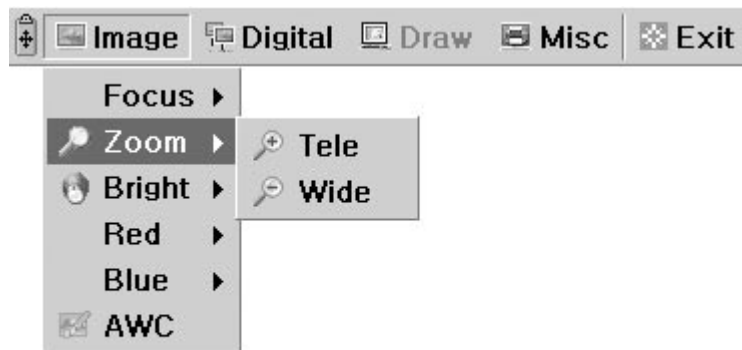 Image Digital Draw Misc Exit
Focus
Zoom
Tele
Bright
Wide
Red
Blue
AWC